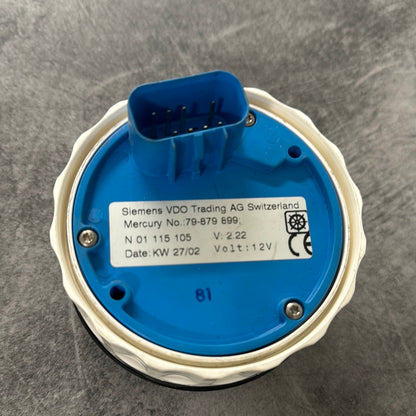 Siemens VDO Trading AG Switzerland
Mercury No.:79-879 899
N 01 115 105 V: 2.22
Date: KW 27/02 Volt:12V
CE
81